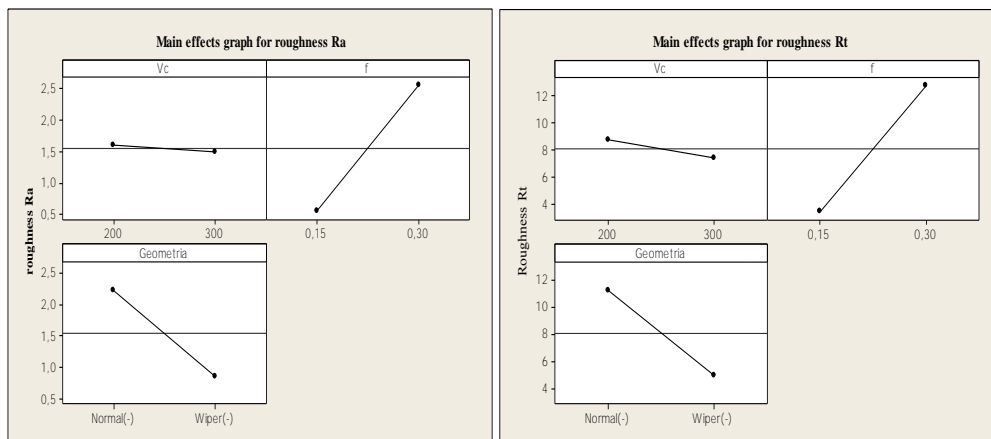 Main effects graph for roughness Ra
Vc f
2,5
2,0
1,5
1,0
0,5
200 300 0,15 0,30
Geometria
2,5
2,0
1,5
1,0
0,5
Normal(-) Wiper(-)
roughness Ra
Main effects graph for roughness Rt
Vc f
12
10
8
6
4
200 300 0,15 0,30
Geometria
12
10
8
6
4
Normal(-) Wiper(-)
Roughness Rt